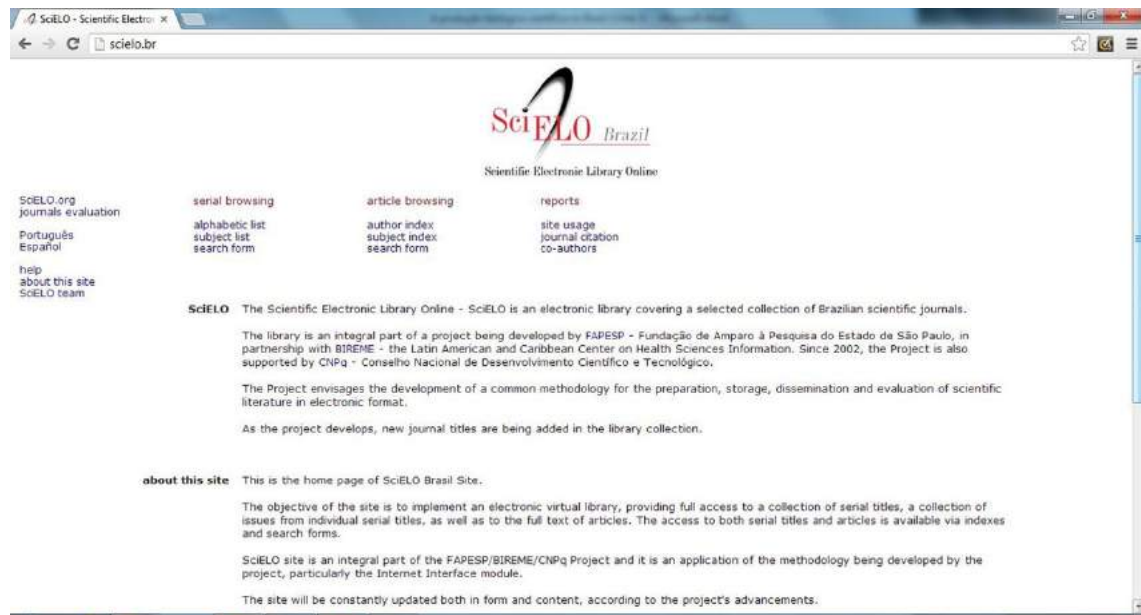 SciELO - Scientific Electro
scielo.br
SciELO Brazil
Scientific Electronic Library Online
SciELO.org
journals evaluation
Português
Español
help
about this site
SciELO team
serial browsing
alphabetic list
subject list
search form
article browsing
author index
subject index
search form
reports
site usage
journal citation
co-authors
SciELO The Scientific Electronic Library Online - SciELO is an electronic library covering a selected collection of Brazilian scientific journals.
The library is an integral part of a project being developed by FAPESP - Fundação de Amparo à Pesquisa do Estado de São Paulo, in
partnership with BIREME - the Latin American and Caribbean Center on Health Sciences Information. Since 2002, the Project is also
supported by CNPq - Conselho Nacional de Desenvolvimento Científico e Tecnológico.
The Project envisages the development of a common methodology for the preparation, storage, dissemination and evaluation of scientific
literature in electronic format.
As the project develops, new journal titles are being added in the library collection.
about this site This is the home page of SciELO Brasil Site.
The objective of the site is to implement an electronic virtual library, providing full access to a collection of serial titles, a collection of
issues from individual serial titles, as well as to the full text of articles. The access to both serial titles and articles is available via indexes
and search forms.
SciELO site is an integral part of the FAPESP/BIREME/CNPq Project and it is an application of the methodology being developed by the
project, particularly the Internet Interface module.
The site will be constantly updated both in form and content, according to the project's advancements.